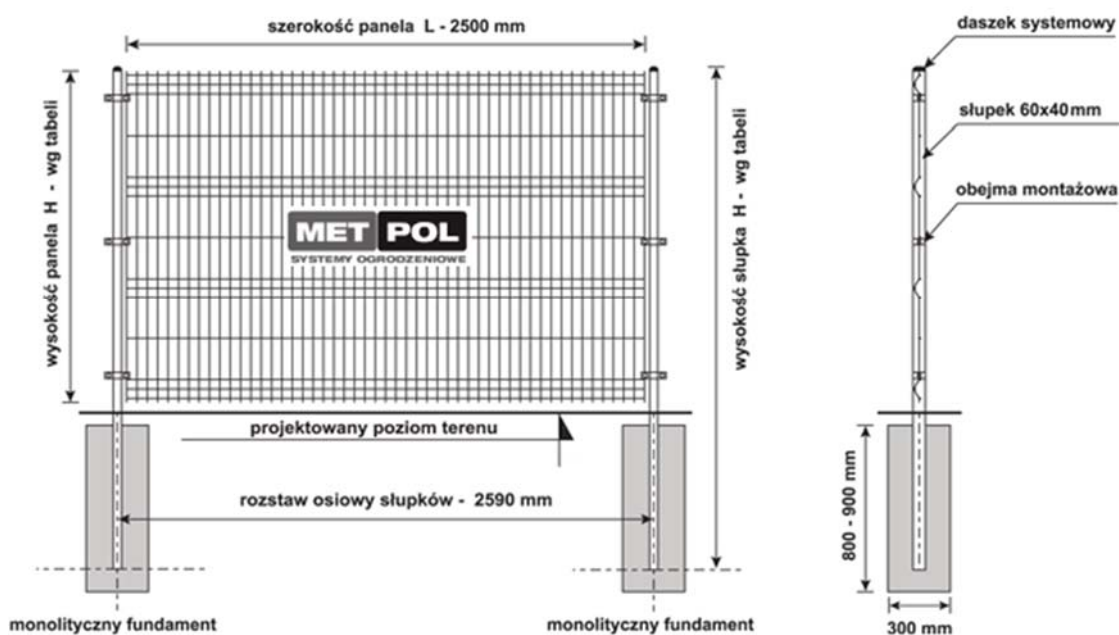 szerokość panela L - 2500 mm
daszek systemowy
słupek 60x40mm
obejma montażowa
wysokość panela H - wg tabeli
wysokość słupka H - wg tabeli
MET POL
SYSTEMY OGRODZENIOWE
projektowany poziom terenu
rozstaw osiowy słupków - 2590 mm
800 - 900 mm
monolityczny fundament
monolityczny fundament
300 mm